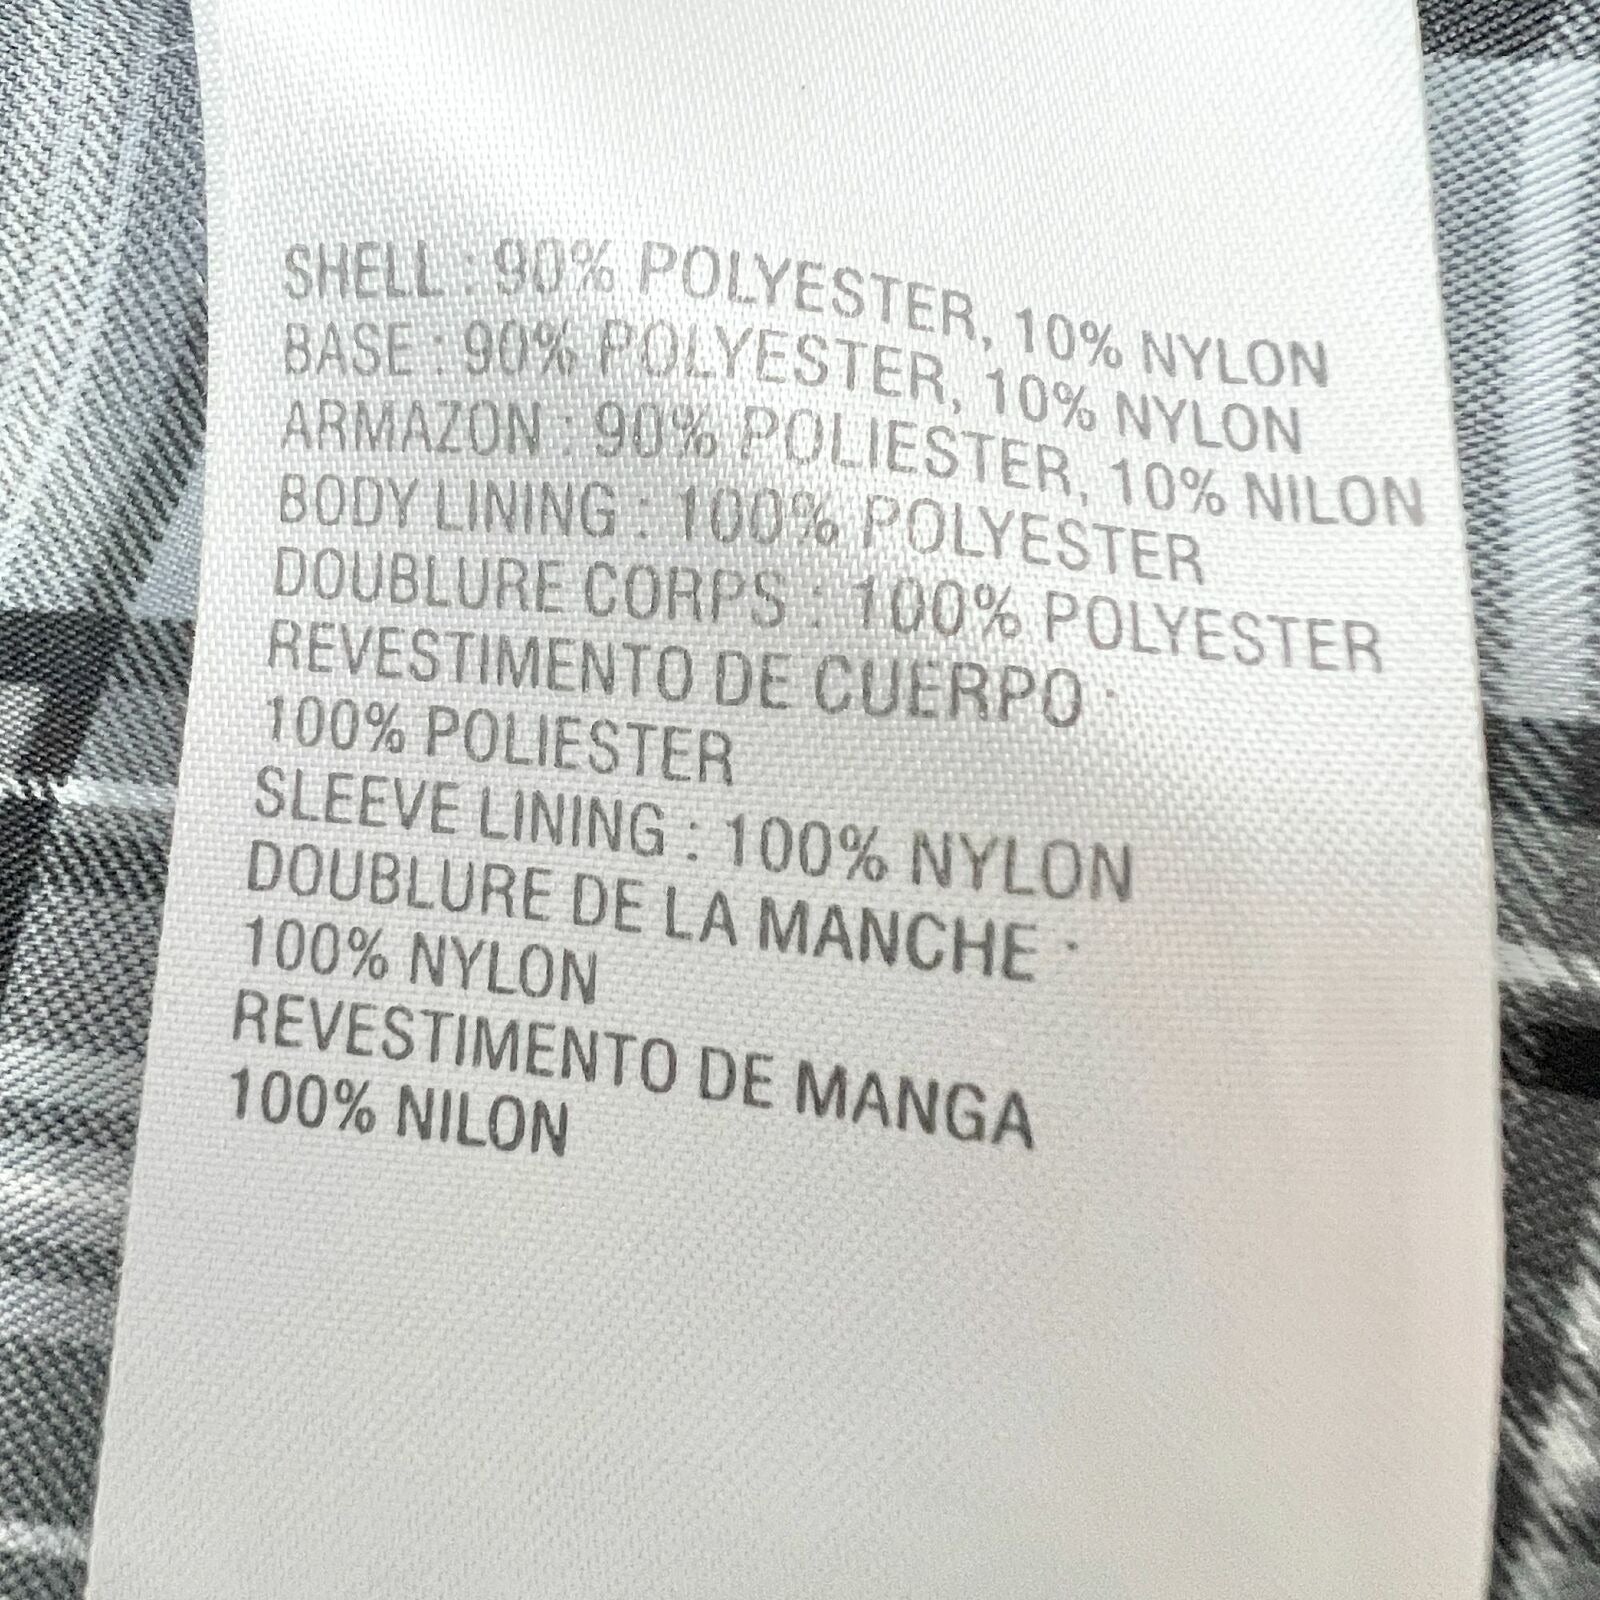 SHELL : 90% POLYESTER, 10% NYLON
BASE : 90% POLYESTER, 10% NYLON
ARMAZON : 90% POLIESTER, 10% NILON
BODY LINING : 100% POLYESTER
DOUBLURE CORPS : 100% POLYESTER
REVESTIMENTO DE CUERPO :
100% POLIESTER
SLEEVE LINING : 100% NYLON
DOUBLURE DE LA MANCHE :
100% NYLON
REVESTIMENTO DE MANGA
100% NILON